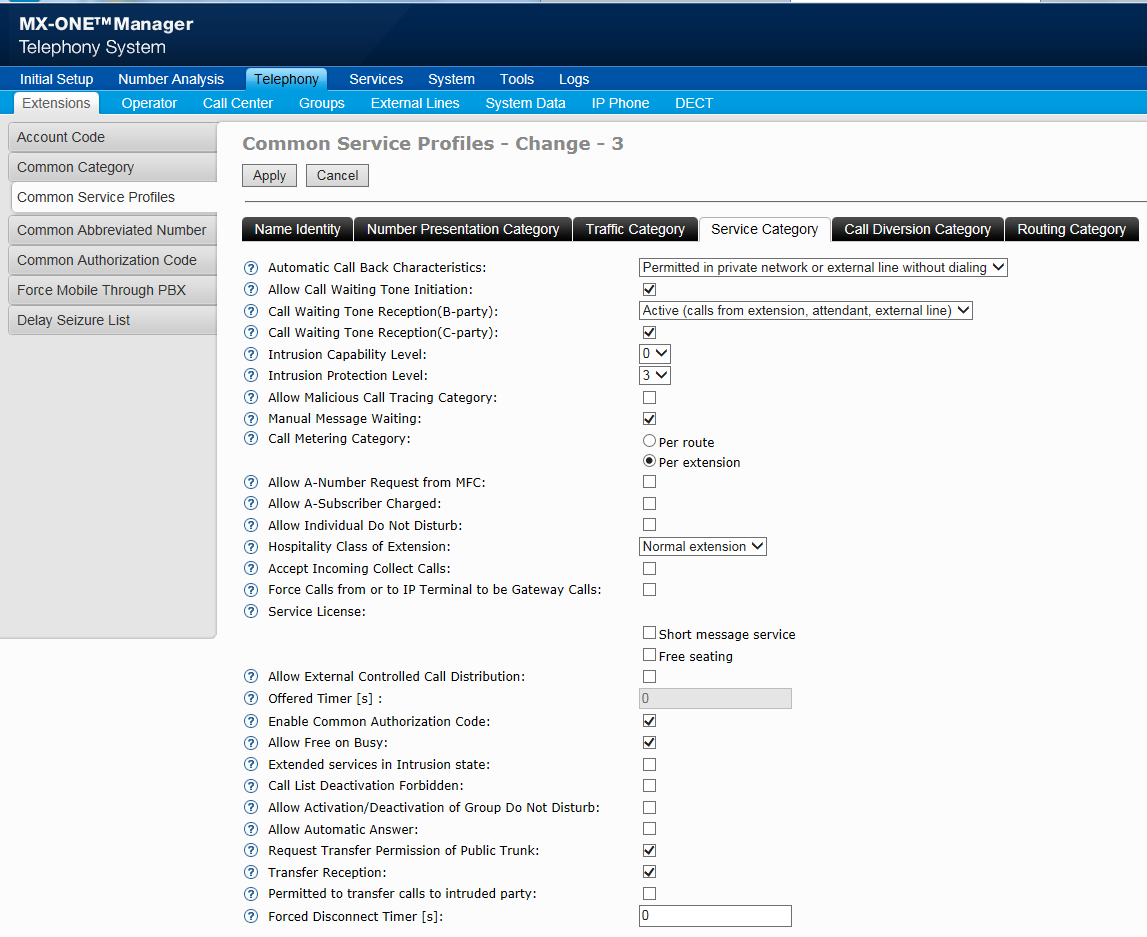 MX-ONE™Manager
Telephony System
Initial Setup Number Analysis Telephony Services System Tools Logs
Extensions Operator Call Center Groups External Lines System Data IP Phone DECT
Account Code
Common Category
Common Service Profiles
Common Abbreviated Number
Common Authorization Code
Force Mobile Through PBX
Delay Seizure List
Common Service Profiles - Change - 3
Apply Cancel
Name Identity Number Presentation Category Traffic Category Service Category Call Diversion Category Routing Category
? Automatic Call Back Characteristics: Permitted in private network or external line without dialing
? Allow Call Waiting Tone Initiation:
? Call Waiting Tone Reception(B-party): Active (calls from extension, attendant, external line)
? Call Waiting Tone Reception(C-party):
? Intrusion Capability Level: 0
? Intrusion Protection Level: 3
? Allow Malicious Call Tracing Category:
? Manual Message Waiting:
? Call Metering Category: Per route
Per extension
? Allow A-Number Request from MFC:
? Allow A-Subscriber Charged:
? Allow Individual Do Not Disturb:
? Hospitality Class of Extension: Normal extension
? Accept Incoming Collect Calls:
? Force Calls from or to IP Terminal to be Gateway Calls:
? Service License:
Short message service
Free seating
? Allow External Controlled Call Distribution:
? Offered Timer [s] : 0
? Enable Common Authorization Code:
? Allow Free on Busy:
? Extended services in Intrusion state:
? Call List Deactivation Forbidden:
? Allow Activation/Deactivation of Group Do Not Disturb:
? Allow Automatic Answer:
? Request Transfer Permission of Public Trunk:
? Transfer Reception:
? Permitted to transfer calls to intruded party:
? Forced Disconnect Timer [s]: 0